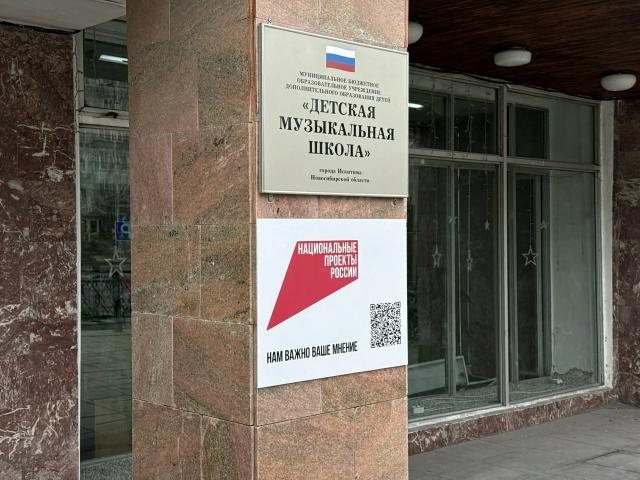 МУНИЦИПАЛЬНОЕ БЮДЖЕТНОЕ
ОБРАЗОВАТЕЛЬНОЕ УЧРЕЖДЕНИЕ
ДОПОЛНИТЕЛЬНОГО ОБРАЗОВАНИЯ ДЕТЕЙ
«ДЕТСКАЯ
МУЗЫКАЛЬНАЯ
ШКОЛА»
города Искитима
Новосибирской области
НАЦИОНАЛЬНЫЕ
ПРОЕКТЫ
РОССИИ
НАМ ВАЖНО ВАШЕ МНЕНИЕ